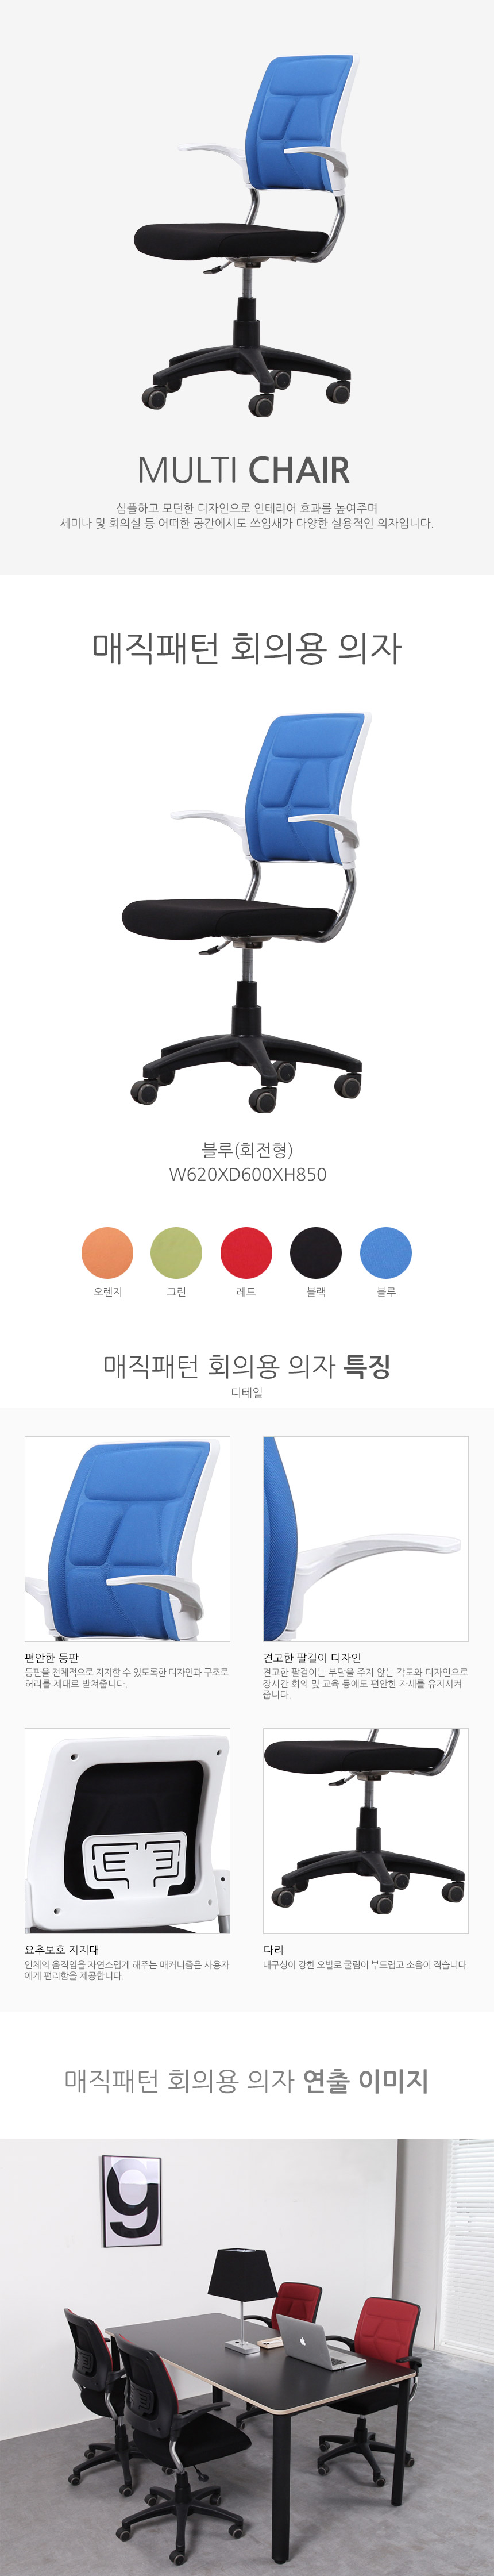 MULTI CHAIR
심플하고 모던한 디자인으로 인테리어 효과를 높여주며
세미나 및 회의실 등 어떠한 공간에서도 쓰임새가 다양한 실용적인 의자입니다.
매직패턴 회의용 의자
블루(회전형)
W620XD600XH850
오렌지
그린
레드
블랙
블루
매직패턴 회의용 의자 특징
디테일
편안한 등판
등판을 전체적으로 지지할 수 있도록한 디자인과 구조로
허리를 제대로 받쳐줍니다.
견고한 팔걸이 디자인
견고한 팔걸이는 부담을 주지 않는 각도와 디자인으로
장시간 회의 및 교육 등에도 편안한 자세를 유지시켜
줍니다.
요추보호 지지대
인체의 움직임을 자연스럽게 해주는 매커니즘은 사용자
에게 편리함을 제공합니다.
다리
내구성이 강한 오발로 굴림이 부드럽고 소음이 적습니다.
매직패턴 회의용 의자 연출 이미지